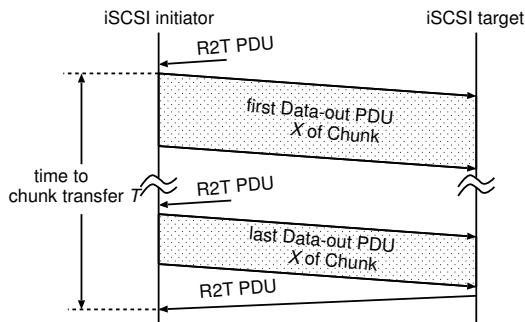 iSCSI initiator
iSCSI target
R2T PDU
first Data-out PDU
X of Chunk
time to
chunk transfer T
R2T PDU
last Data-out PDU
X of Chunk
R2T PDU